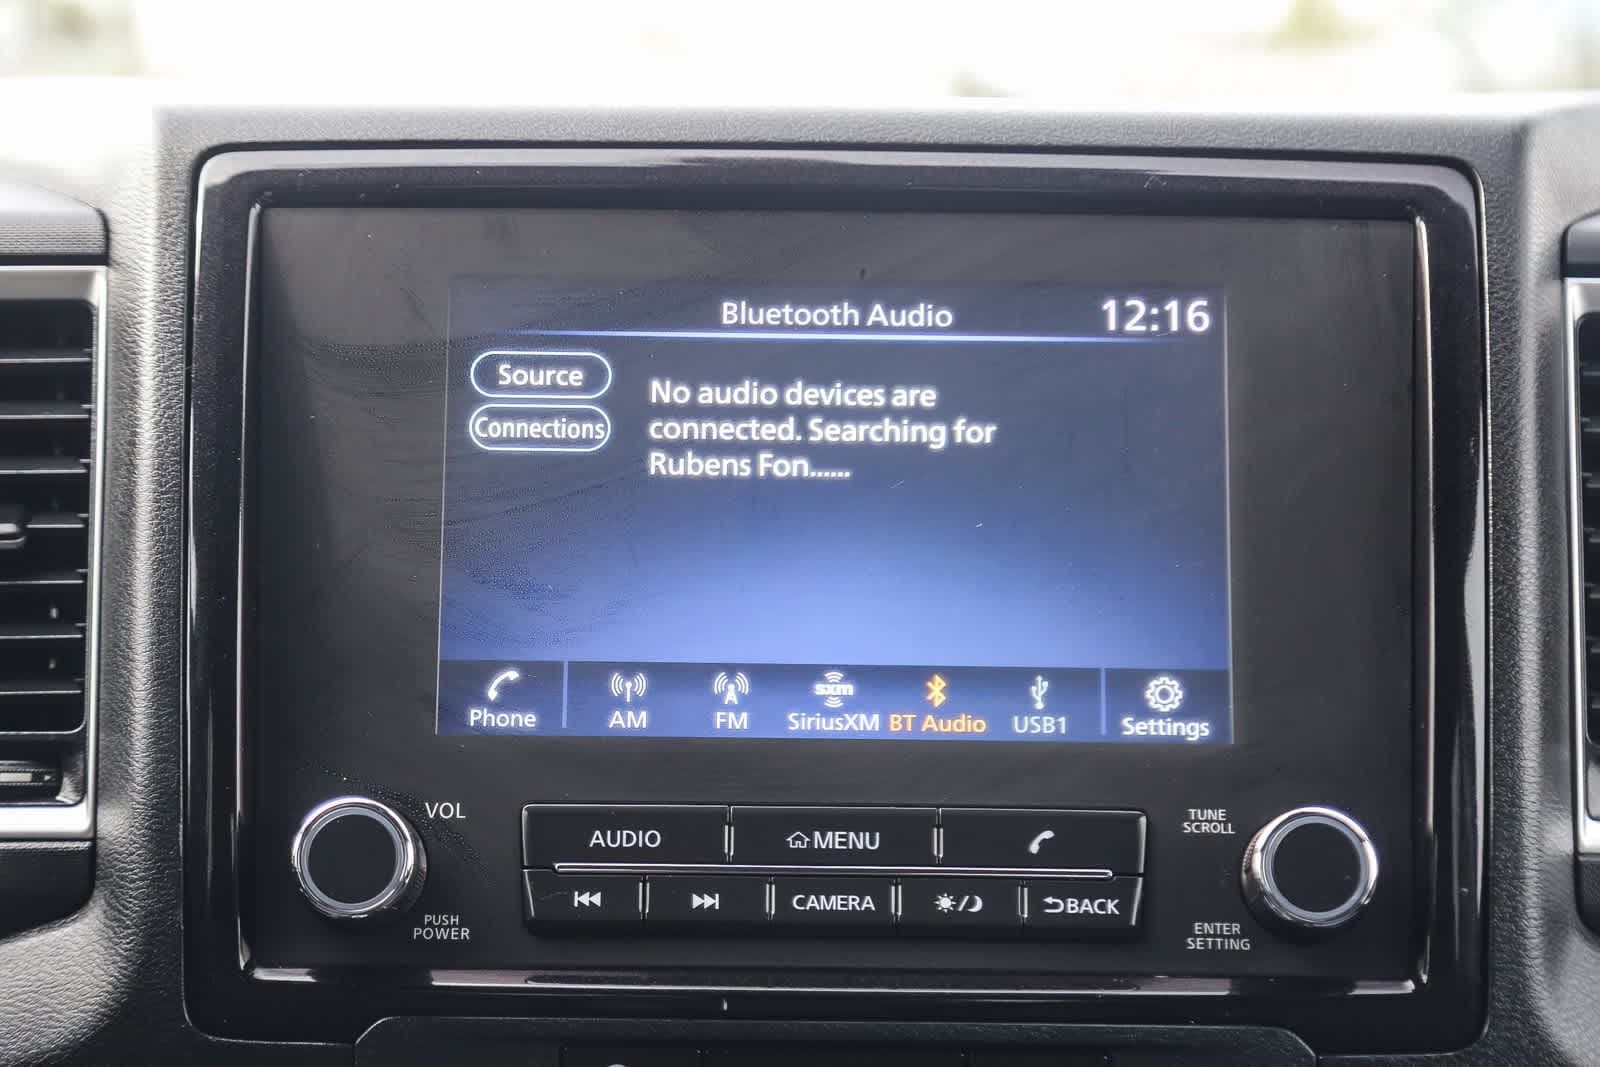 Bluetooth Audio
12:16
Source
Connections
No audio devices are
connected. Searching for
Rubens Fon......
Phone
AM
FM
sxm
SiriusXM
BT Audio
USB1
Settings
VOL
PUSH
POWER
AUDIO
MENU
CAMERA
BACK
TUNE
SCROLL
ENTER
SETTING